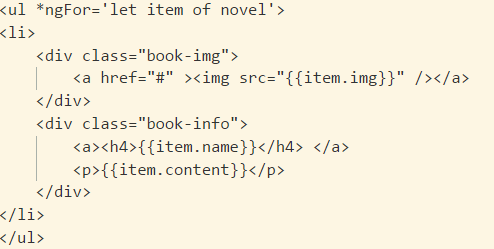 <ul *ngFor='let item of novel'>
<li>
    <div class="book-img">
        <a href="#" ><img src="{{item.img}}" /></a>
    </div>
    <div class="book-info">
        <a><h4>{{item.name}}</h4> </a>
        <p>{{item.content}}</p>
    </div>
</li>
</ul>